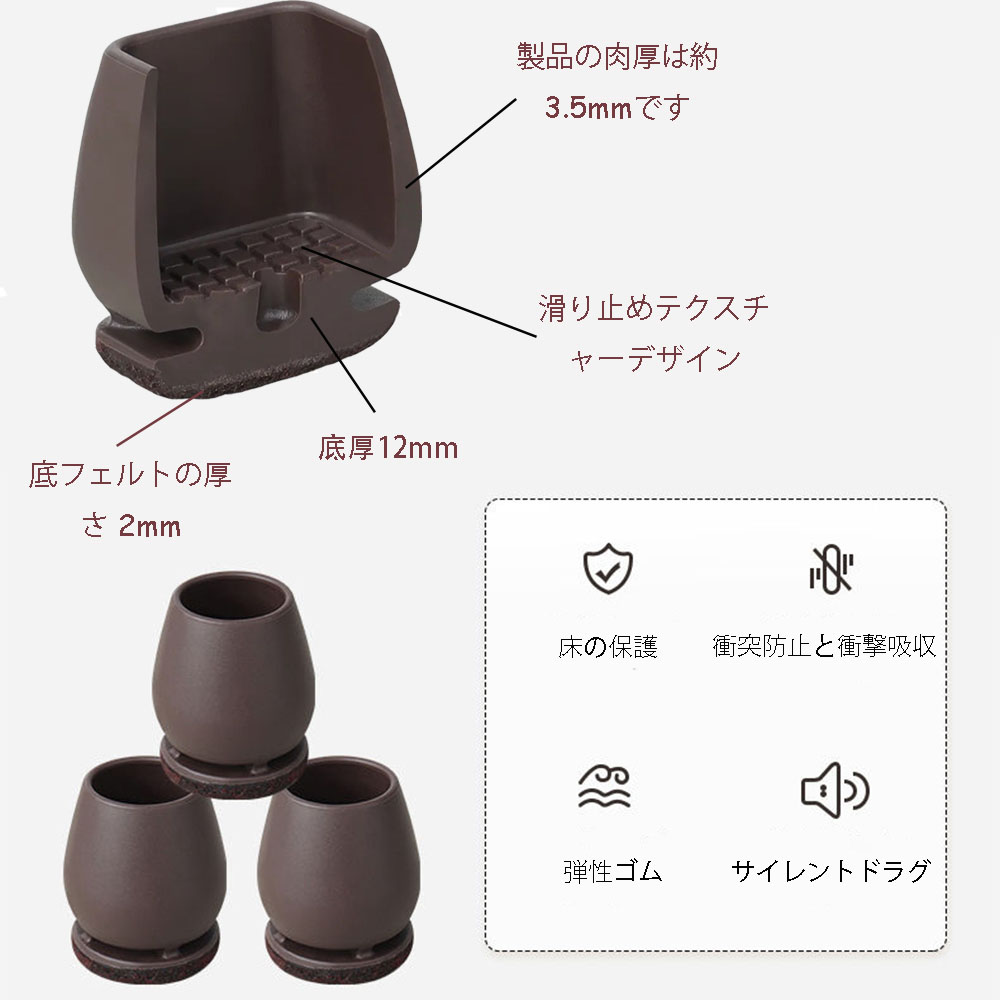 製品の肉厚は約
3.5mmです
滑り止めテクスチ
ャーデザイン
底厚12mm
底フェルトの厚
さ 2mm
床の保護
衝突防止と衝撃吸収
弾性ゴム
サイレントドラグ